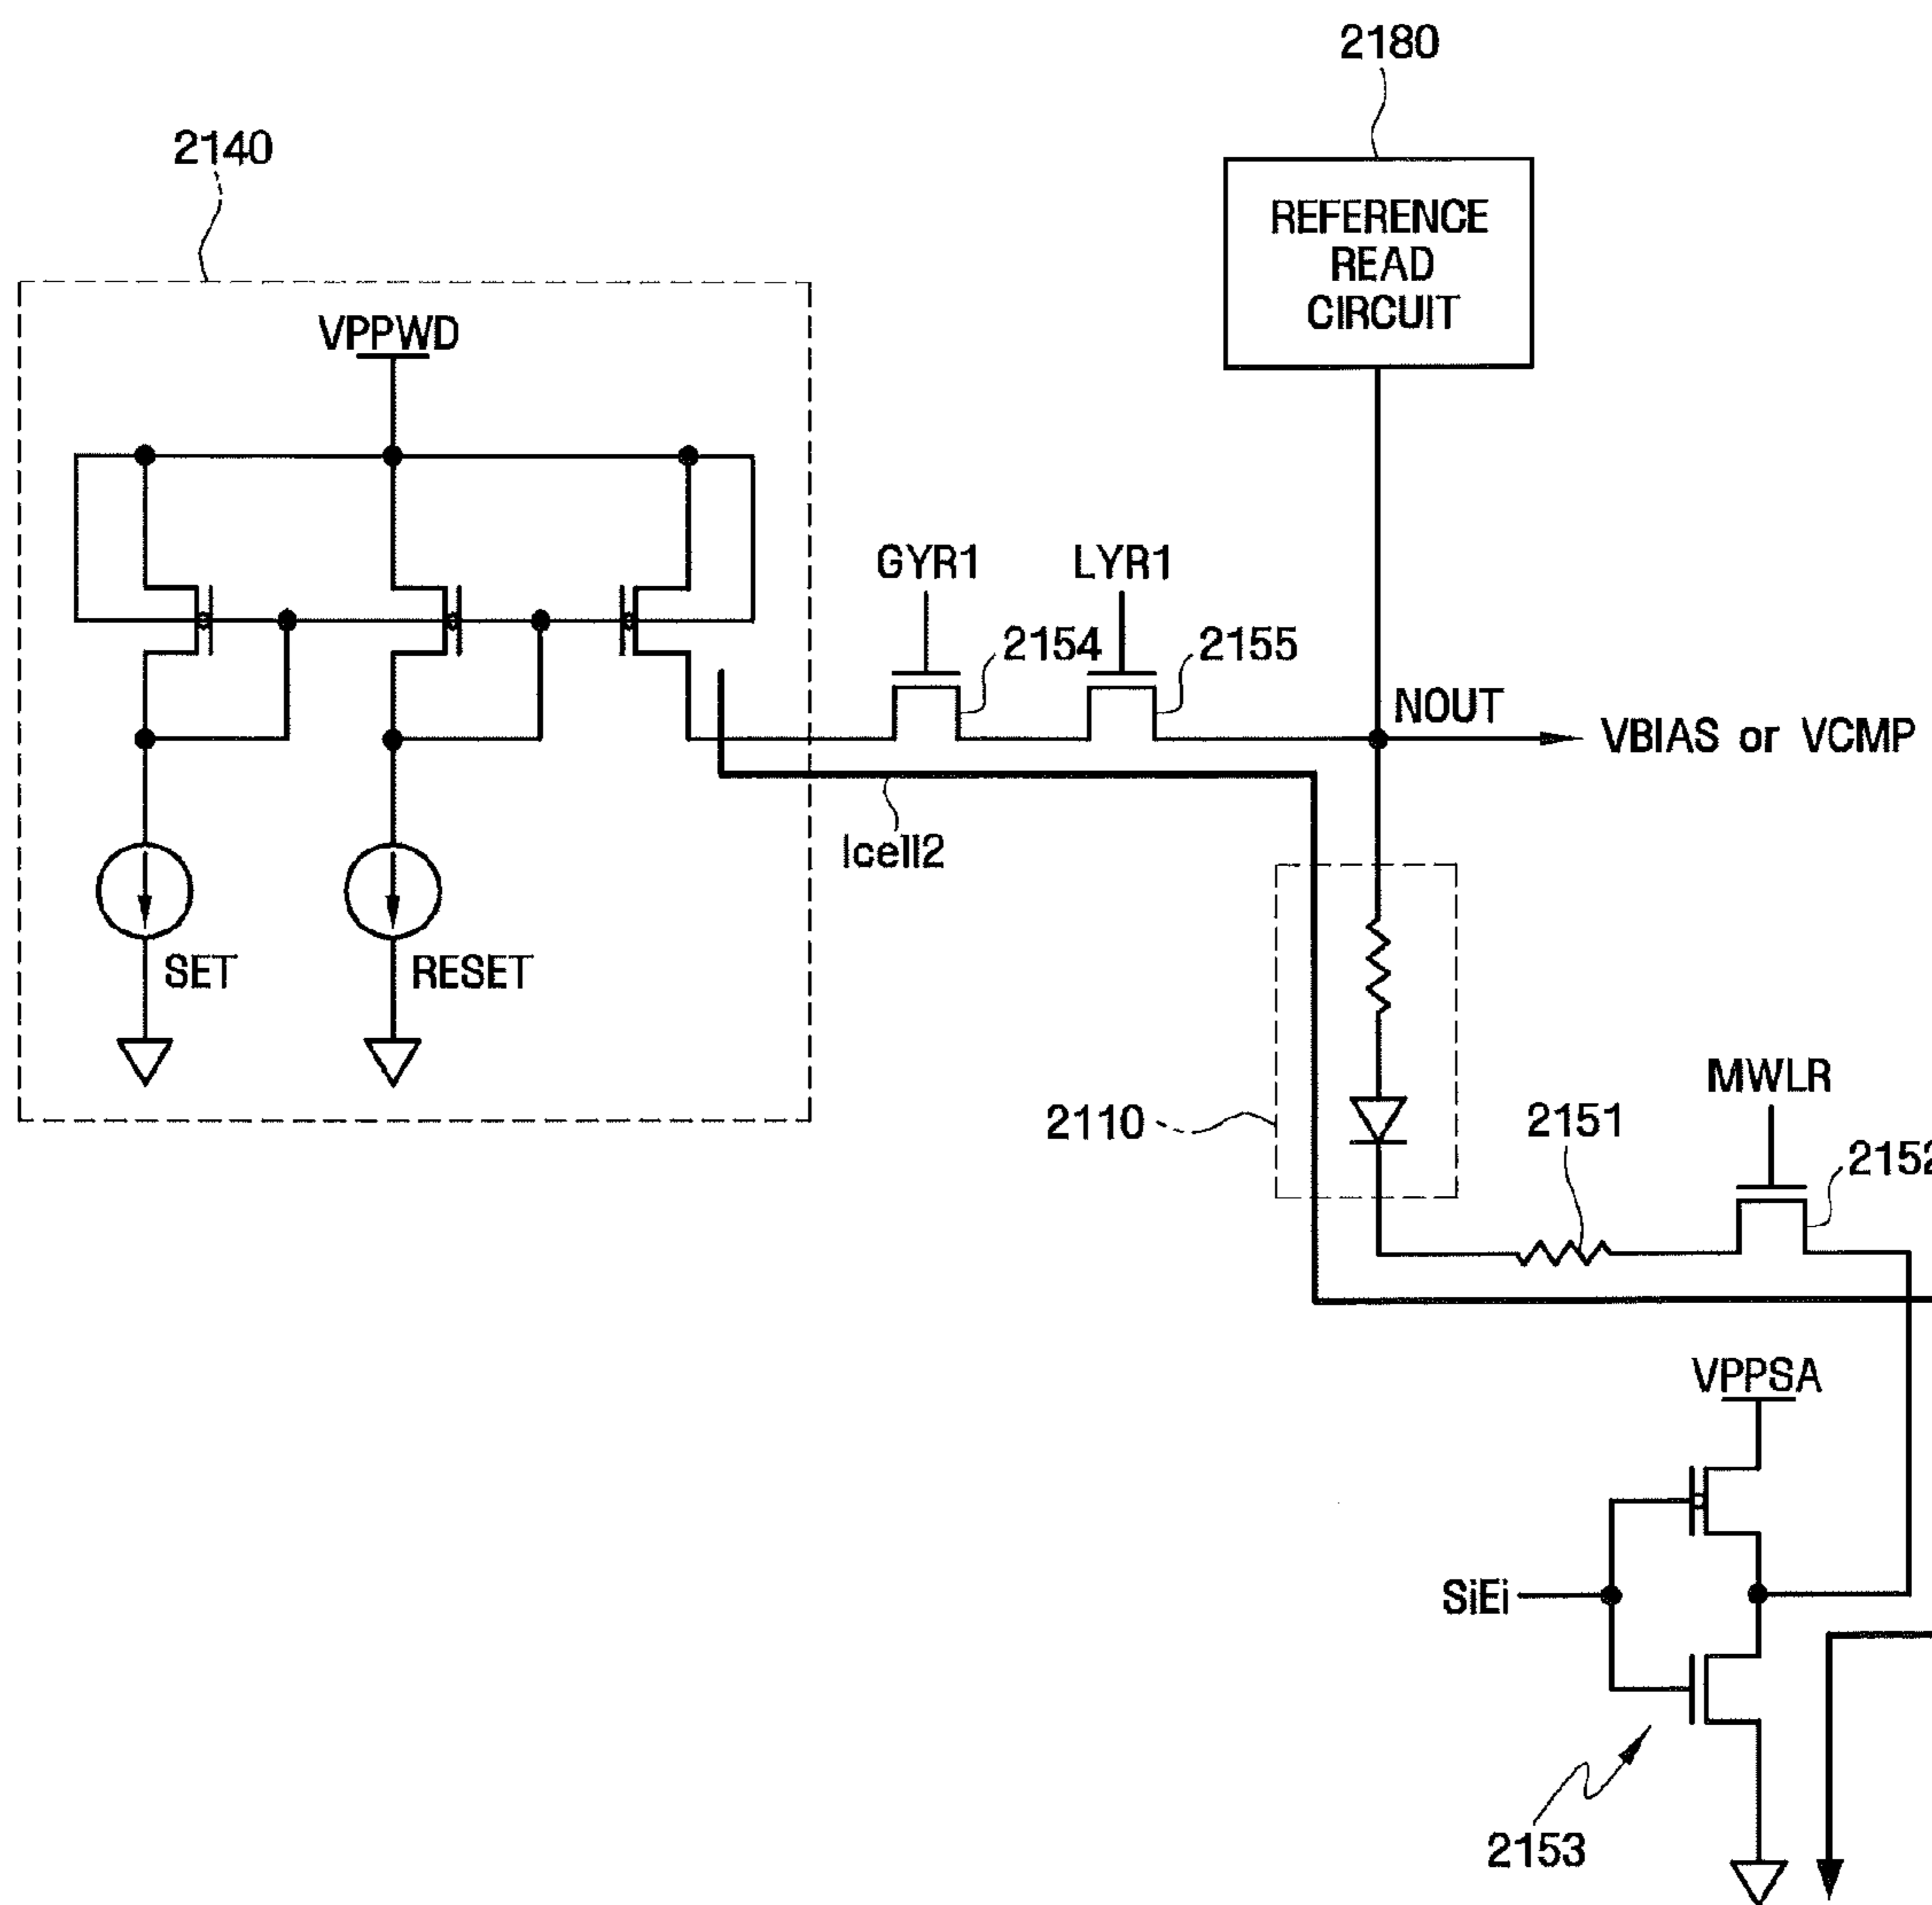 2180
2140
REFERENCE
READ
CIRCUIT
VPPWD
GYR1
LYR1
2154
2155
NOUT
VBIAS or VCMP
Icell2
SET
RESET
MWLR
2110
2151
2152
VPPSA
SiEi
2153